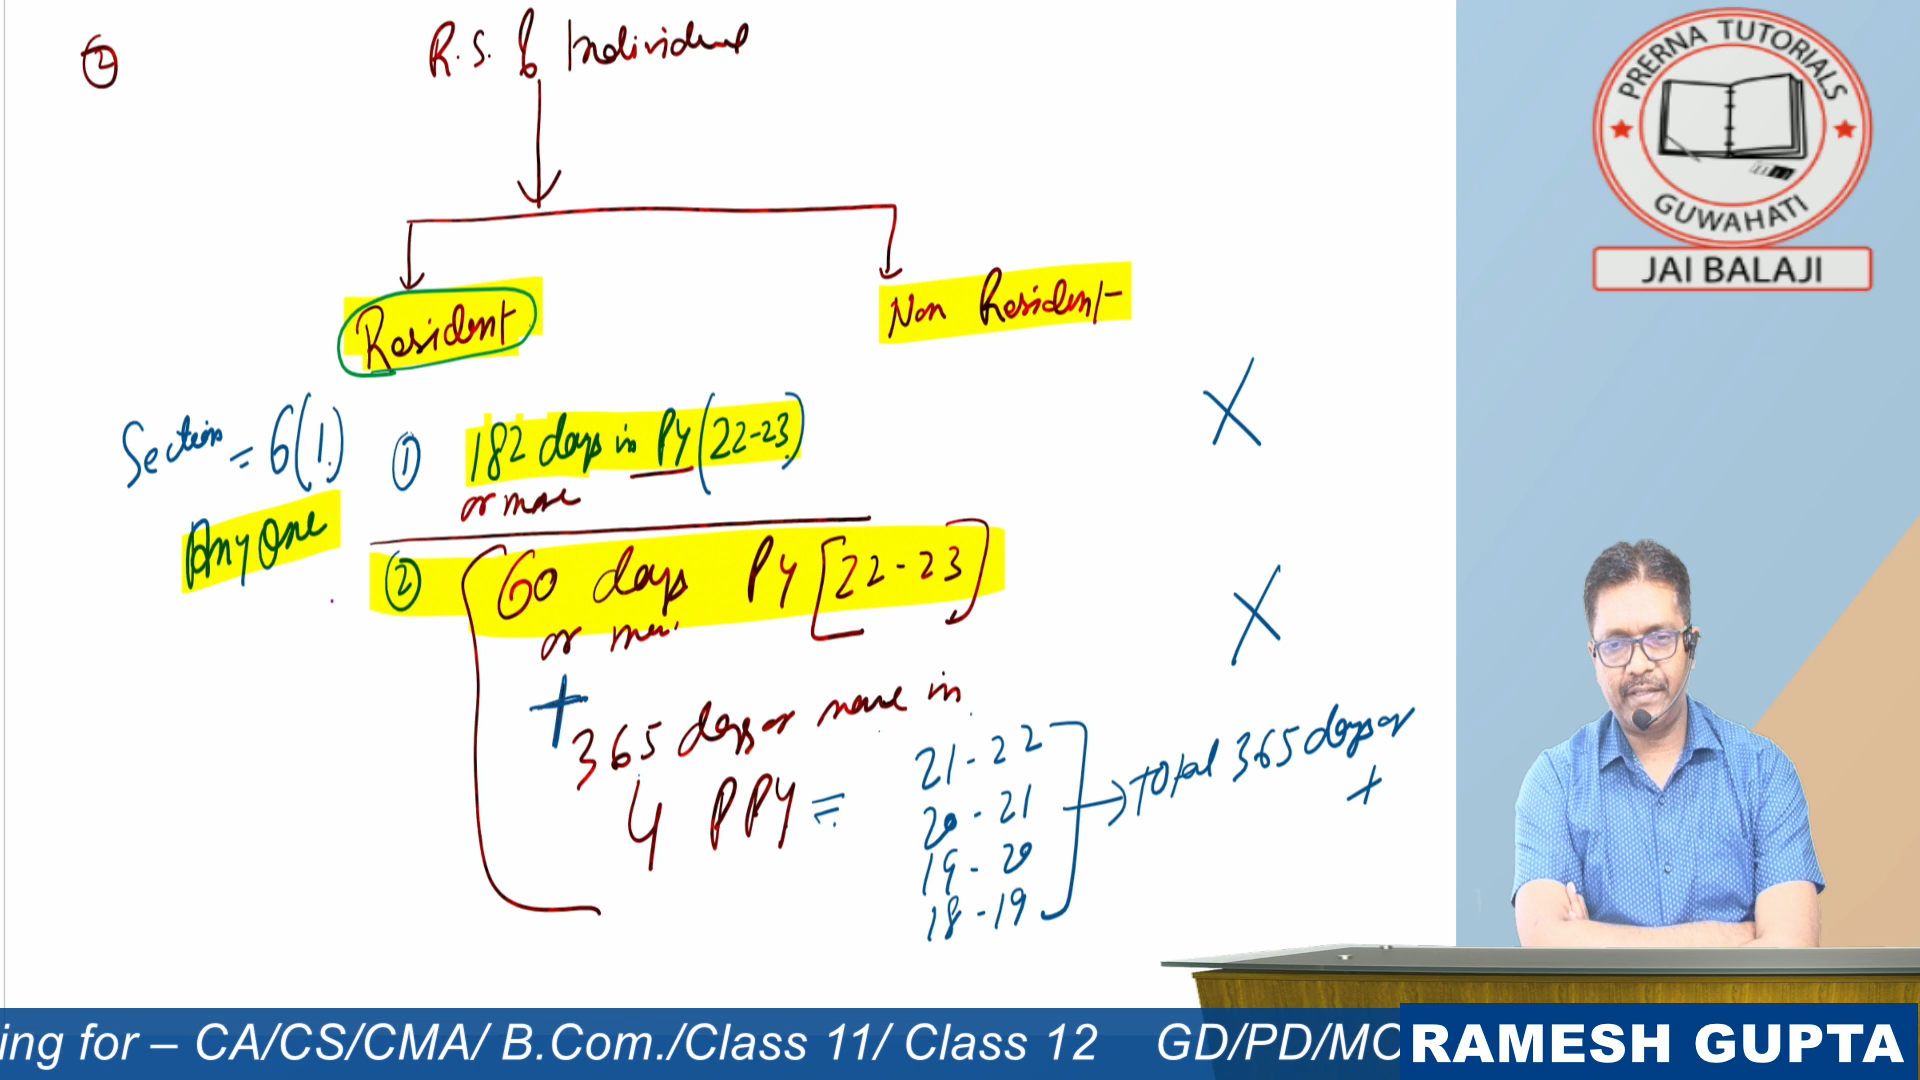 ②
R.S. of Individual
Resident
Non Resident
Section = 6(1)
Any One
① 182 days in PY (22-23)
or more
② 60 days PY [22-23]
or more
+
365 days or more in
4 PPY =
21-22
20-21
19-20
18-19
→ Total 365 days or
+
PRERNA TUTORIALS
GUWAHATI
JAI BALAJI
ing for – CA/CS/CMA/ B.Com./Class 11/ Class 12 GD/PD/MC
RAMESH GUPTA